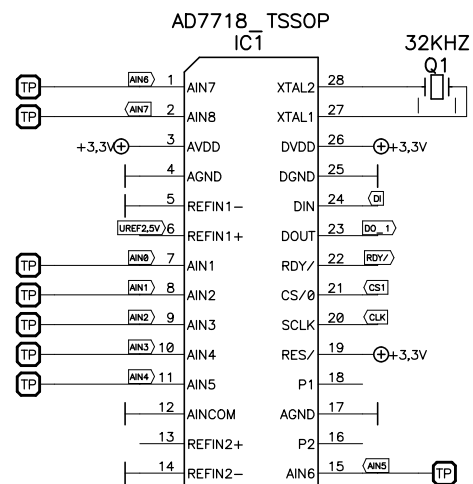 AD7718_TSSOP
IC1
32KHZ
Q1
TP AIN6 1 AIN7 XTAL2 28
TP AIN7 2 AIN8 XTAL1 27
+3,3V 3 AVDD DVDD 26 +3,3V
4 AGND DGND 25
5 REFIN1- DIN 24 DI
UREF2,5V 6 REFIN1+ DOUT 23 DO_1
TP AIN0 7 AIN1 RDY/ 22 RDY/
TP AIN1 8 AIN2 CS/0 21 CS1
TP AIN2 9 AIN3 SCLK 20 CLK
TP AIN3 10 AIN4 RES/ 19 +3,3V
TP AIN4 11 AIN5 P1 18
12 AINCOM AGND 17
13 REFIN2+ P2 16
14 REFIN2- AIN6 15 AIN5 TP